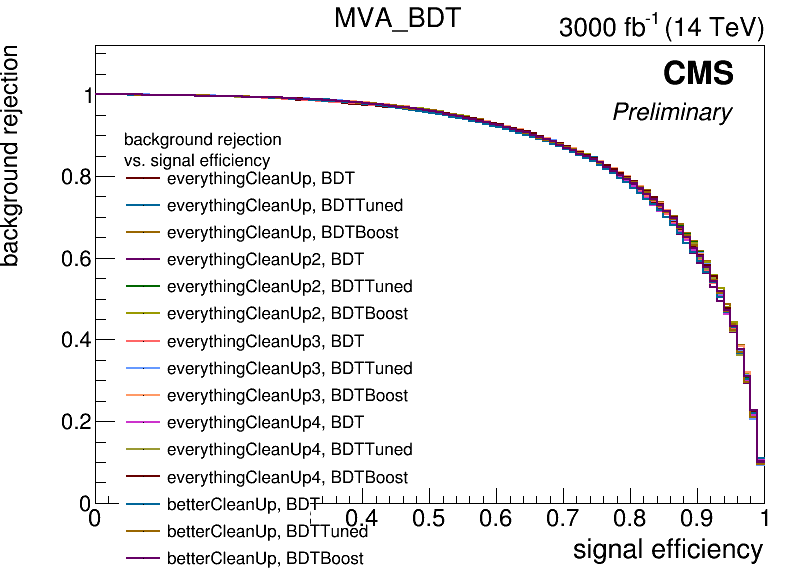 MVA_BDT
3000 fb-1 (14 TeV)
CMS
Preliminary
background rejection
1
0.8
0.6
0.4
0.2
0
background rejection
vs. signal efficiency
everythingCleanUp, BDT
everythingCleanUp, BDTTuned
everythingCleanUp, BDTBoost
everythingCleanUp2, BDT
everythingCleanUp2, BDTTuned
everythingCleanUp2, BDTBoost
everythingCleanUp3, BDT
everythingCleanUp3, BDTTuned
everythingCleanUp3, BDTBoost
everythingCleanUp4, BDT
everythingCleanUp4, BDTTuned
everythingCleanUp4, BDTBoost
betterCleanUp, BDT
betterCleanUp, BDTTuned
betterCleanUp, BDTBoost
0 0.4 0.5 0.6 0.7 0.8 0.9 1
signal efficiency